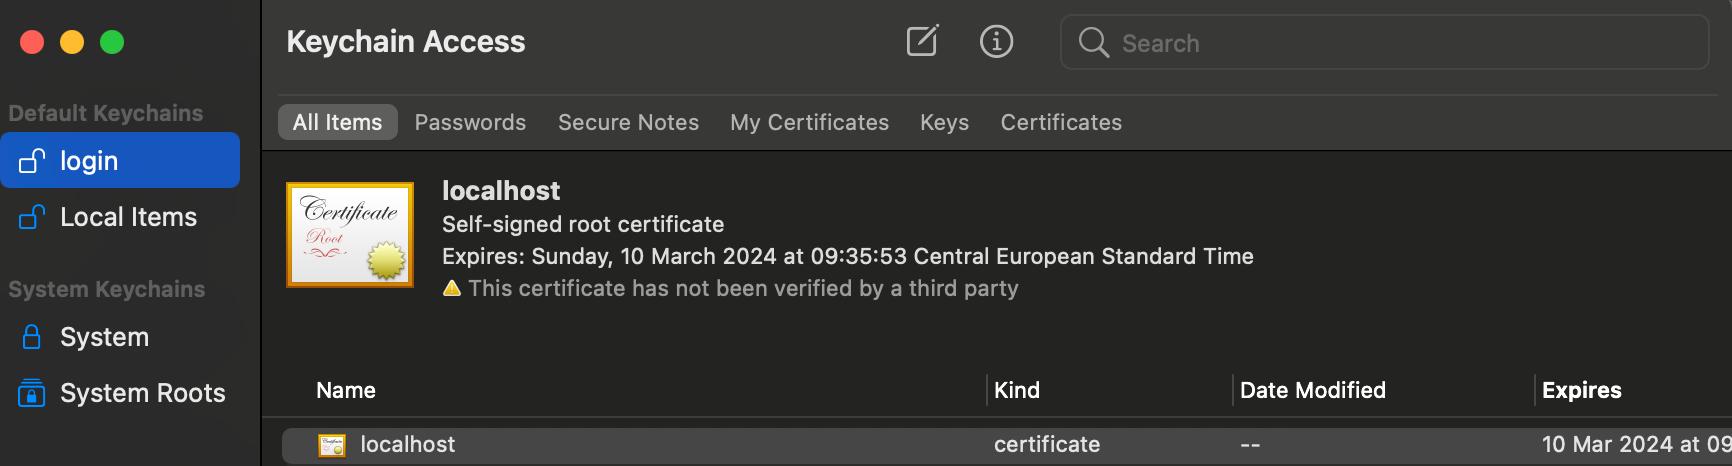 Keychain Access
Search
Default Keychains
login
Local Items
System Keychains
System
System Roots
All Items Passwords Secure Notes My Certificates Keys Certificates
Certificate
Root
localhost
Self-signed root certificate
Expires: Sunday, 10 March 2024 at 09:35:53 Central European Standard Time
This certificate has not been verified by a third party
Name Kind Date Modified Expires
localhost certificate -- 10 Mar 2024 at 09